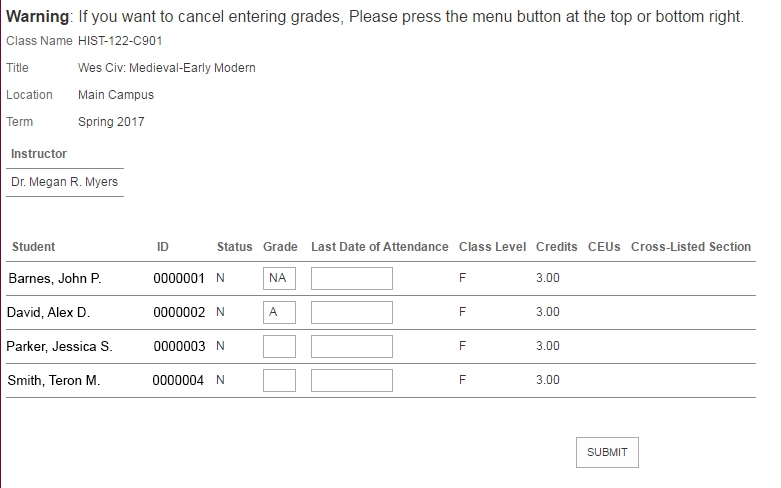 Warning: If you want to cancel entering grades, Please press the menu button at the top or bottom right.
Class Name HIST-122-C901
Title Wes Civ: Medieval-Early Modern
Location Main Campus
Term Spring 2017
Instructor
Dr. Megan R. Myers
Student ID Status Grade Last Date of Attendance Class Level Credits CEUs Cross-Listed Section
Barnes, John P. 0000001 N NA F 3.00
David, Alex D. 0000002 N A F 3.00
Parker, Jessica S. 0000003 N F 3.00
Smith, Teron M. 0000004 N F 3.00
SUBMIT